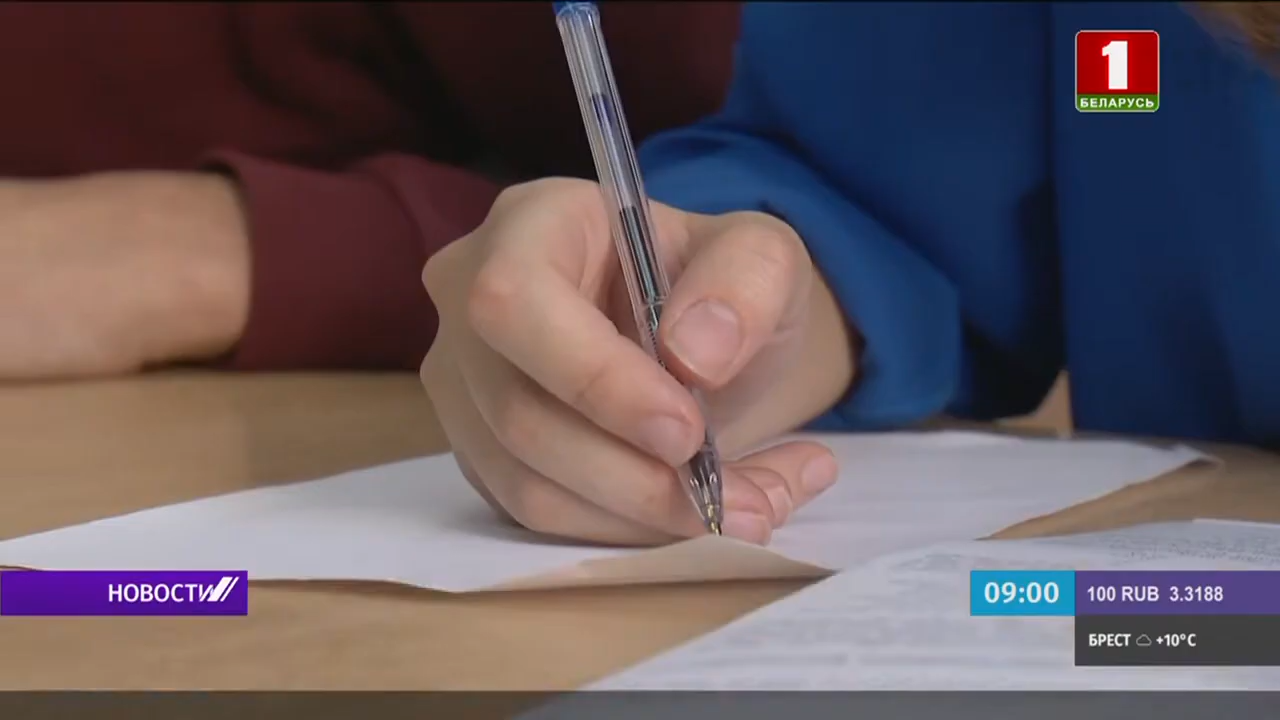 1
БЕЛАРУСЬ
НОВОСТИ
09:00
100 RUB 3.3188
БРЕСТ +10°C